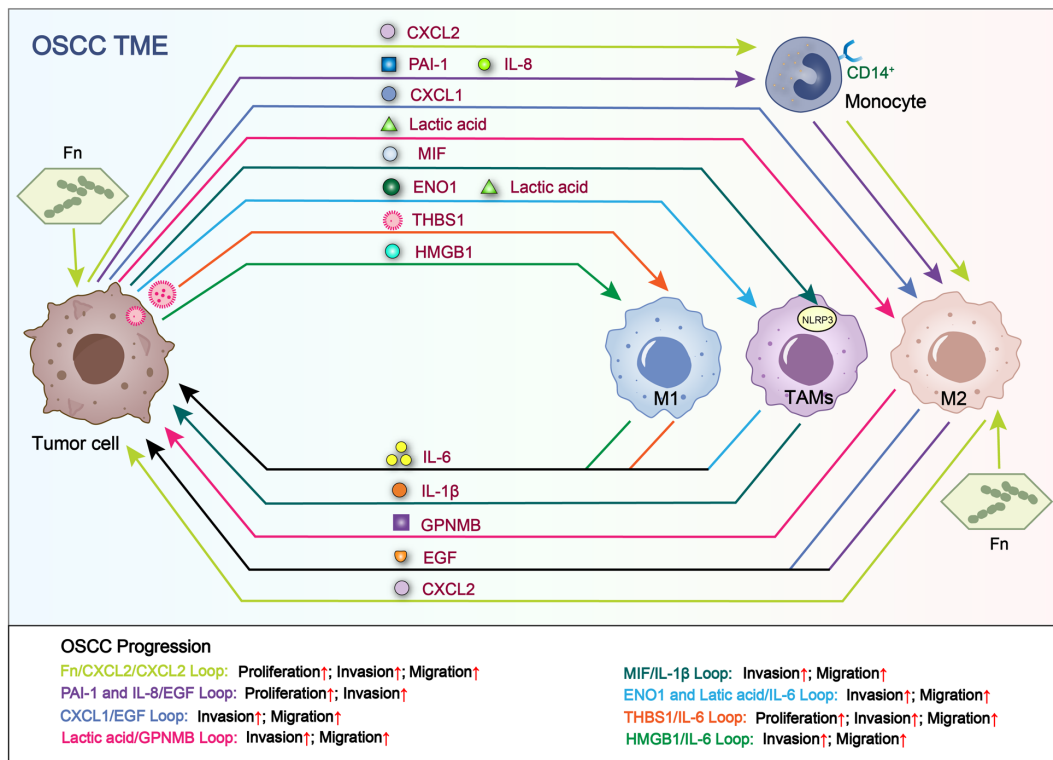 OSCC TME
CXCL2
PAI-1 IL-8
CD14+
CXCL1
Monocyte
Lactic acid
Fn
MIF
ENO1 Lactic acid
THBS1
HMGB1
NLRP3
M1
TAMs
M2
Tumor cell
IL-6
IL-1β
GPNMB
Fn
EGF
CXCL2
OSCC Progression
Fn/CXCL2/CXCL2 Loop: Proliferation↑; Invasion↑; Migration↑
PAI-1 and IL-8/EGF Loop: Proliferation↑; Invasion↑
CXCL1/EGF Loop: Invasion↑; Migration↑
Lactic acid/GPNMB Loop: Invasion↑; Migration↑
MIF/IL-1β Loop: Invasion↑; Migration↑
ENO1 and Latic acid/IL-6 Loop: Invasion↑; Migration↑
THBS1/IL-6 Loop: Proliferation↑; Invasion↑; Migration↑
HMGB1/IL-6 Loop: Invasion↑; Migration↑